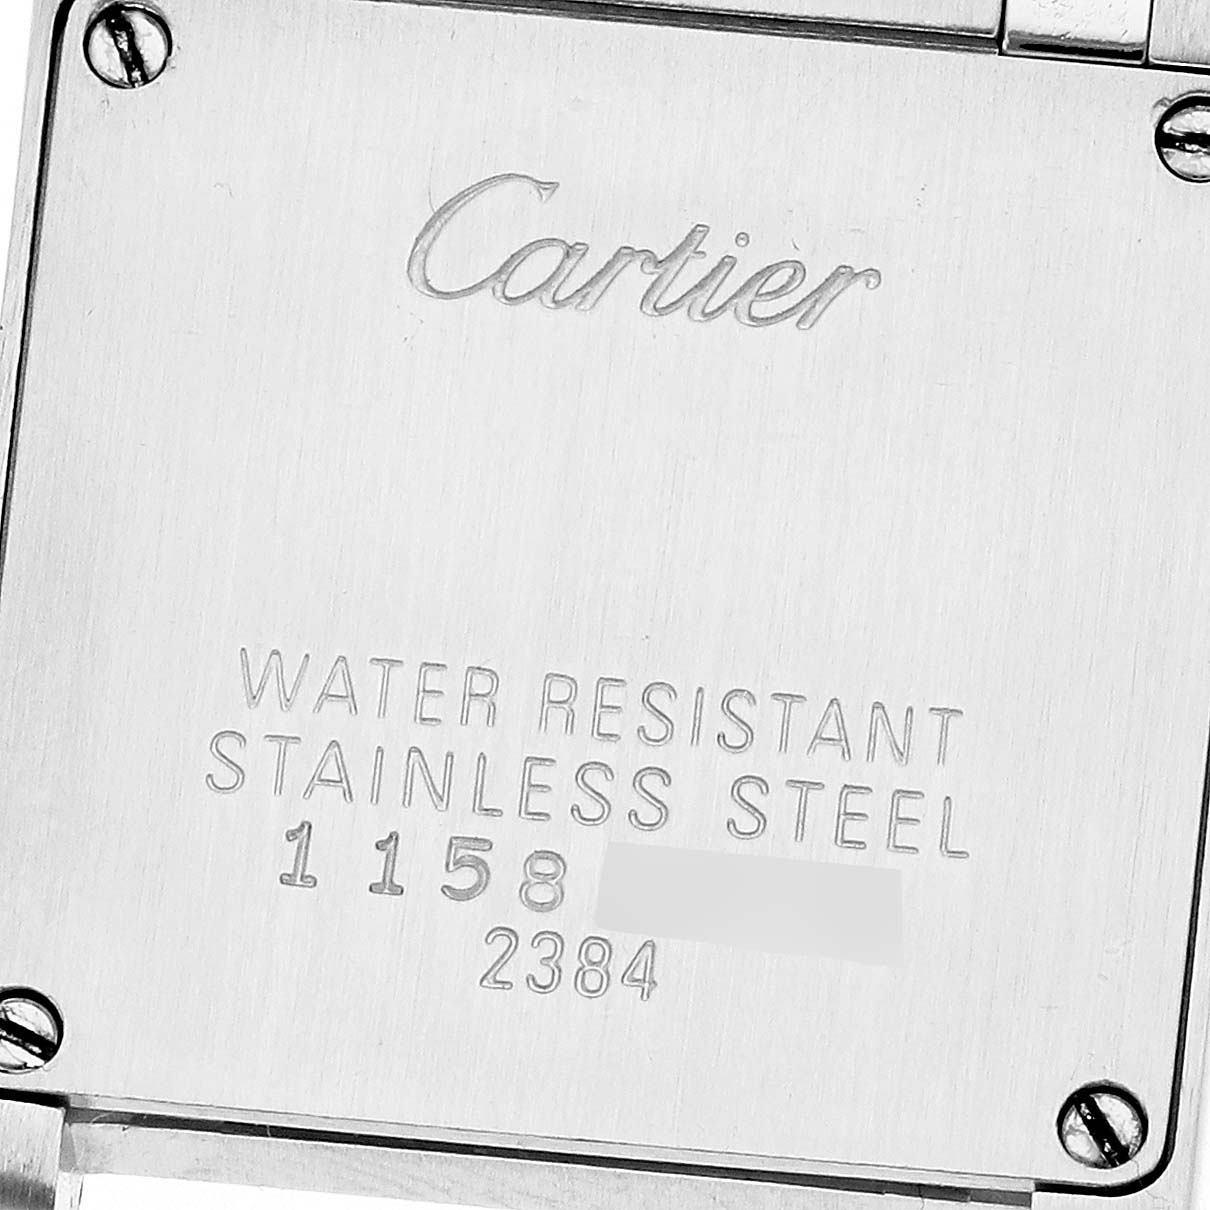 Cartier
WATER RESISTANT
STAINLESS STEEL
1158
2384